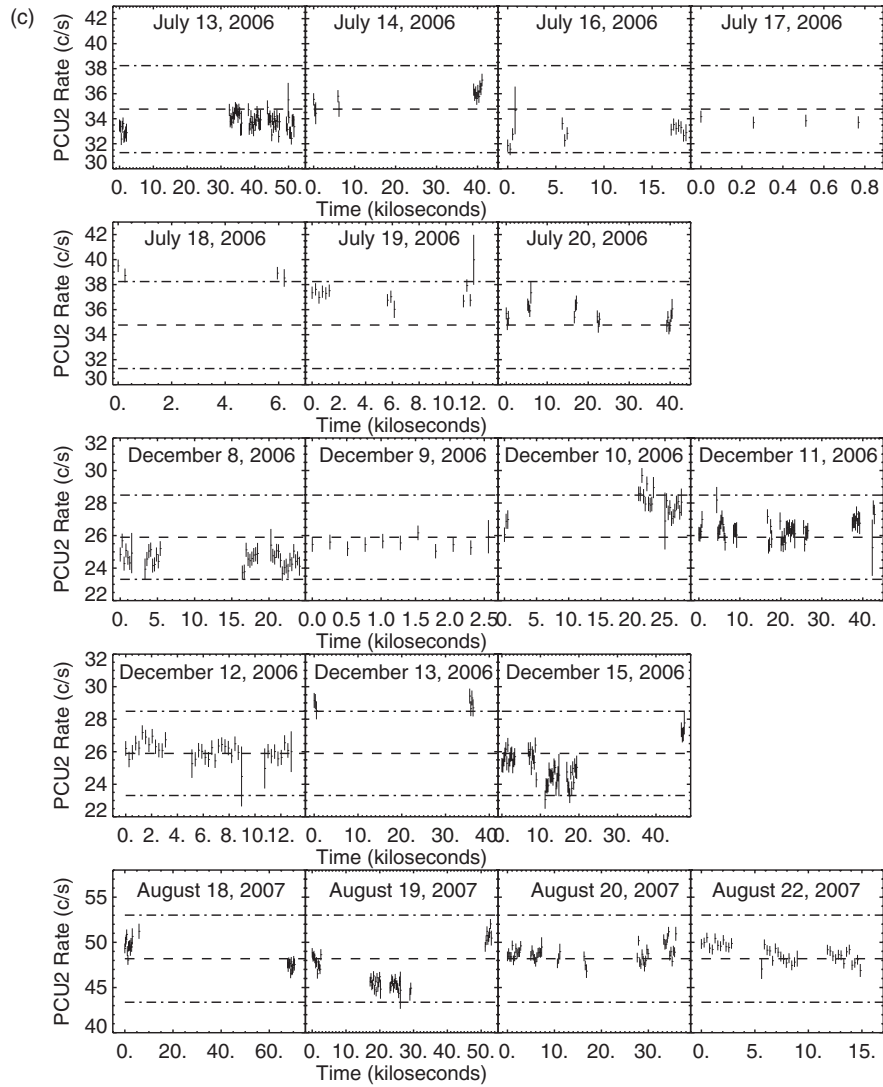 (c)
July 13, 2006 July 14, 2006 July 16, 2006 July 17, 2006
PCU2 Rate (c/s)
42
40
38
36
34
32
30
0. 10. 20. 30. 40. 50. 0. 10. 20. 30. 40. 0. 5. 10. 15. 0.0 0.2 0.4 0.6 0.8
Time (kiloseconds)
July 18, 2006 July 19, 2006 July 20, 2006
PCU2 Rate (c/s)
42
40
38
36
34
32
30
0. 2. 4. 6. 0. 2. 4. 6. 8. 10. 12. 0. 10. 20. 30. 40.
Time (kiloseconds)
December 8, 2006 December 9, 2006 December 10, 2006 December 11, 2006
PCU2 Rate (c/s)
32
30
28
26
24
22
0. 5. 10. 15. 20. 0.0 0.5 1.0 1.5 2.0 2.5 0. 5. 10. 15. 20. 25. 0. 10. 20. 30. 40.
Time (kiloseconds)
December 12, 2006 December 13, 2006 December 15, 2006
PCU2 Rate (c/s)
32
30
28
26
24
22
0. 2. 4. 6. 8. 10. 12. 0. 10. 20. 30. 40. 0. 10. 20. 30. 40.
Time (kiloseconds)
August 18, 2007 August 19, 2007 August 20, 2007 August 22, 2007
PCU2 Rate (c/s)
55
50
45
40
0. 20. 40. 60. 0. 10. 20. 30. 40. 50. 0. 10. 20. 30. 0. 5. 10. 15.
Time (kiloseconds)